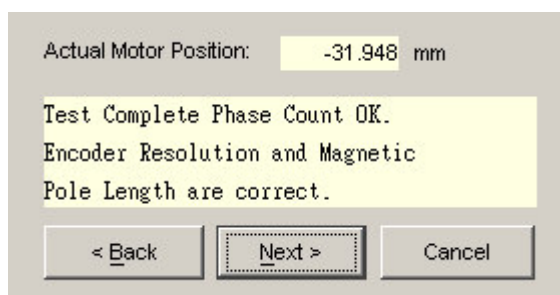 Actual Motor Position: -31.948 mm
Test Complete Phase Count OK.
Encoder Resolution and Magnetic
Pole Length are correct.
< Back Next > Cancel